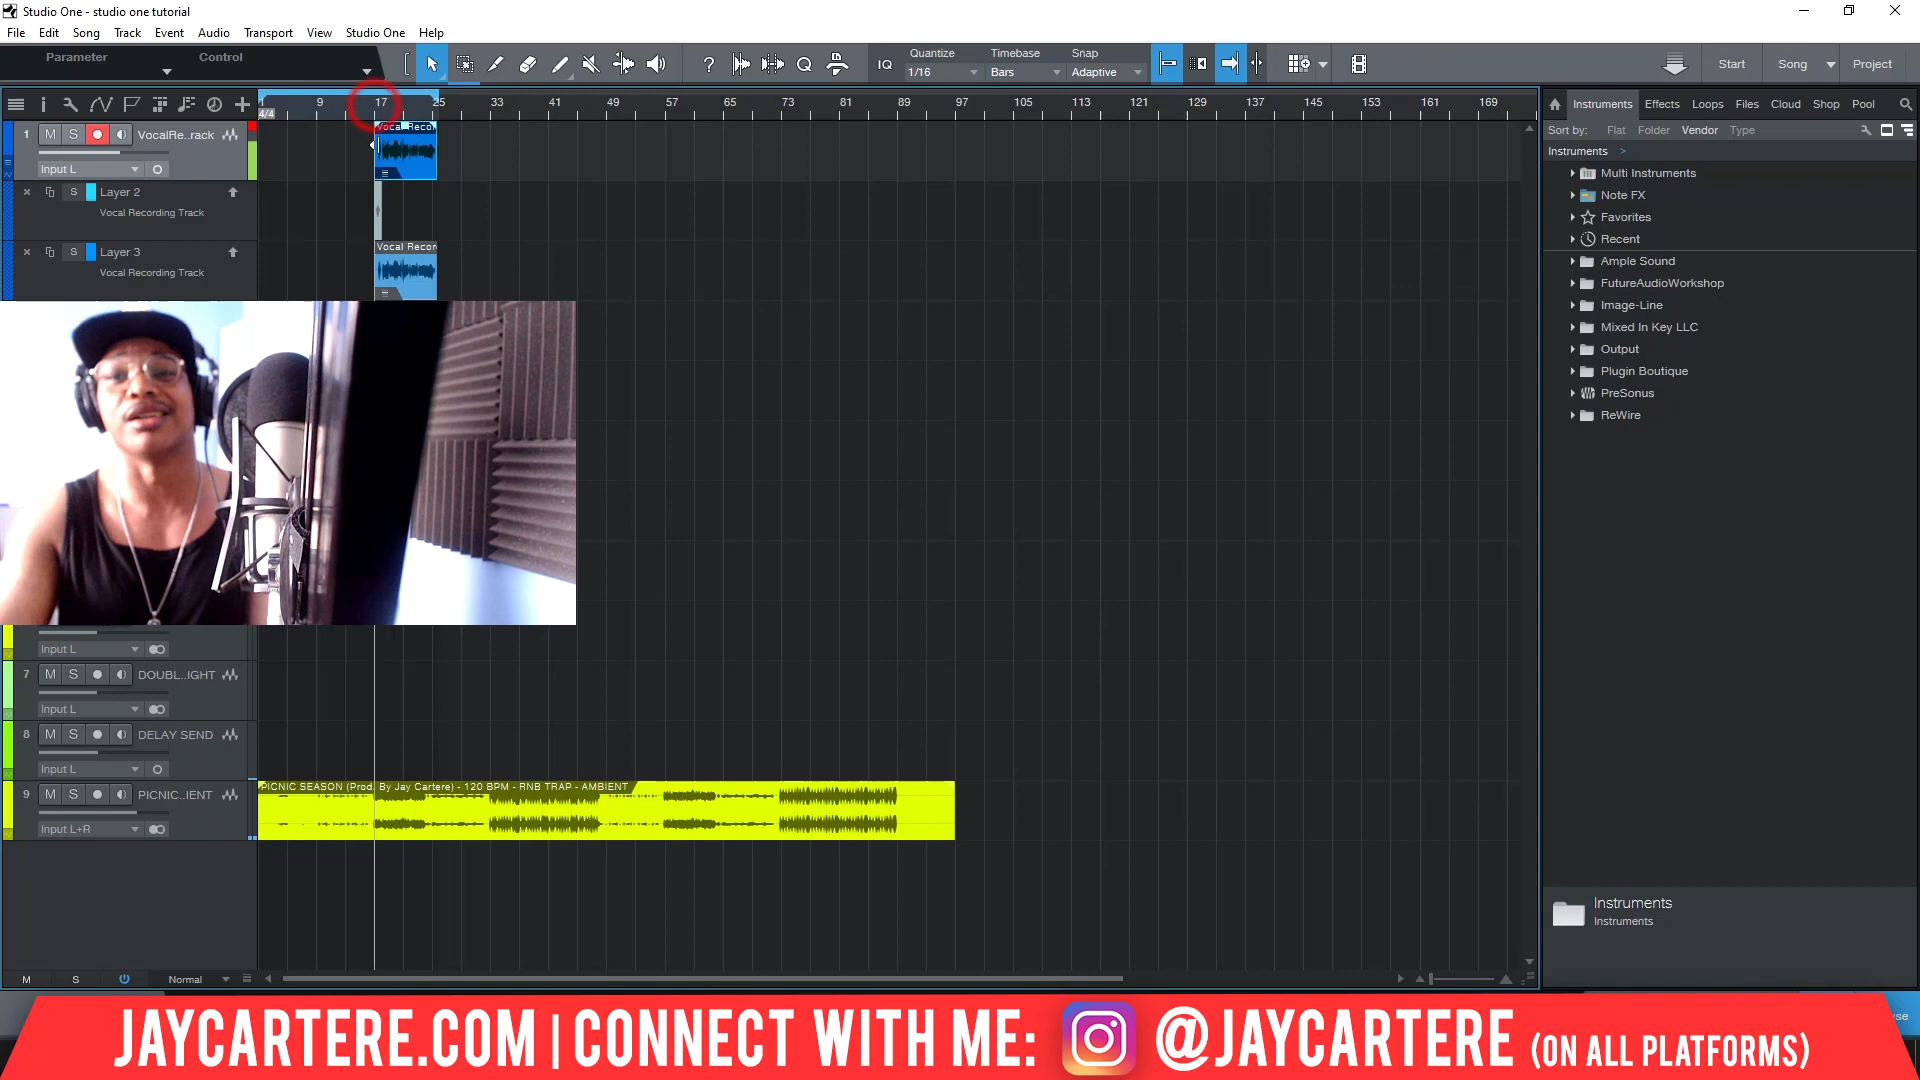 Studio One - studio one tutorial
File Edit Song Track Event Audio Transport View Studio One Help
Parameter Control
Quantize Timebase Snap
IQ 1/16 Bars Adaptive
Start Song Project
9 17 25 33 41 49 57 65 73 81 89 97 105 113 121 129 137 145 153 161 169
4/4
1 M S VocalRe..rack
Input L
Vocal Recor
S Layer 2
Vocal Recording Track
S Layer 3
Vocal Recording Track
Vocal Recor
Input L
7 M S DOUBL..IGHT
Input L
8 M S DELAY SEND
Input L
9 M S PICNIC..IENT
Input L+R
PICNIC SEASON (Prod. By Jay Cartere) - 120 BPM - RNB TRAP - AMBIENT
M S Normal
Instruments Effects Loops Files Cloud Shop Pool
Sort by: Flat Folder Vendor Type
Instruments >
Multi Instruments
Note FX
Favorites
Recent
Ample Sound
FutureAudioWorkshop
Image-Line
Mixed In Key LLC
Output
Plugin Boutique
PreSonus
ReWire
Instruments
Instruments
JAYCARTERE.COM | CONNECT WITH ME: @JAYCARTERE (ON ALL PLATFORMS)